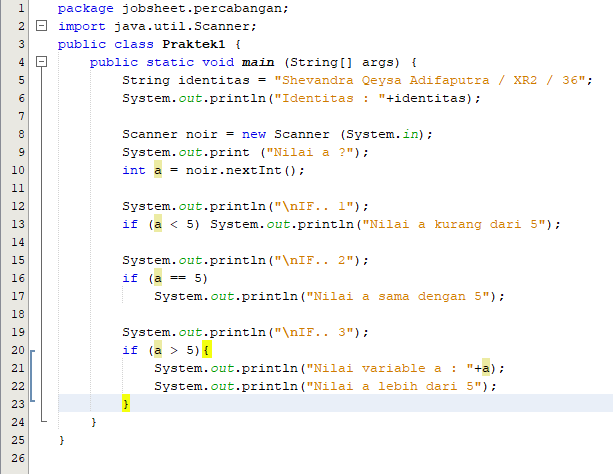 1 package jobsheet.percabangan;
2 import java.util.Scanner;
3 public class Praktek1 {
4 public static void main (String[] args) {
5 String identitas = "Shevandra Qeysa Adifaputra / XR2 / 36";
6 System.out.println("Identitas : "+identitas);
7
8 Scanner noir = new Scanner (System.in);
9 System.out.print ("Nilai a ?");
10 int a = noir.nextInt();
11
12 System.out.println("\nIF.. 1");
13 if (a < 5) System.out.println("Nilai a kurang dari 5");
14
15 System.out.println("\nIF.. 2");
16 if (a == 5)
17 System.out.println("Nilai a sama dengan 5");
18
19 System.out.println("\nIF.. 3");
20 if (a > 5){
21 System.out.println("Nilai variable a : "+a);
22 System.out.println("Nilai a lebih dari 5");
23 }
24 }
25 }
26